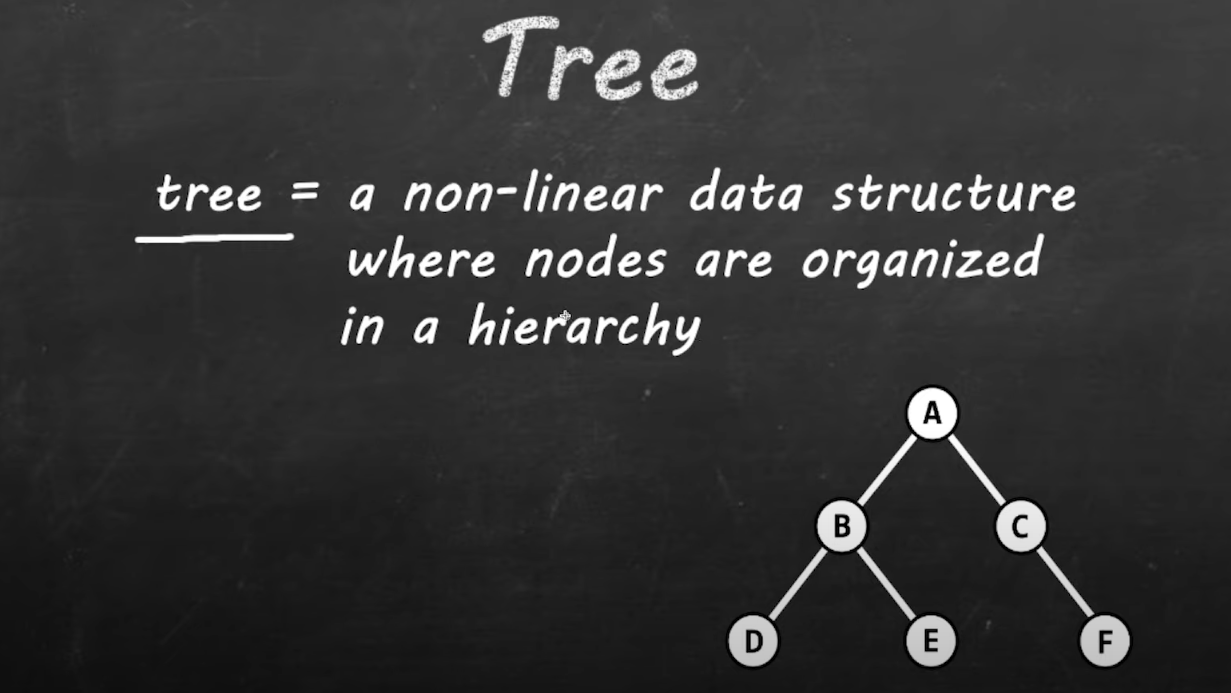 Tree
tree = a non-linear data structure
where nodes are organized
in a hierarchy
A
B C
D E F